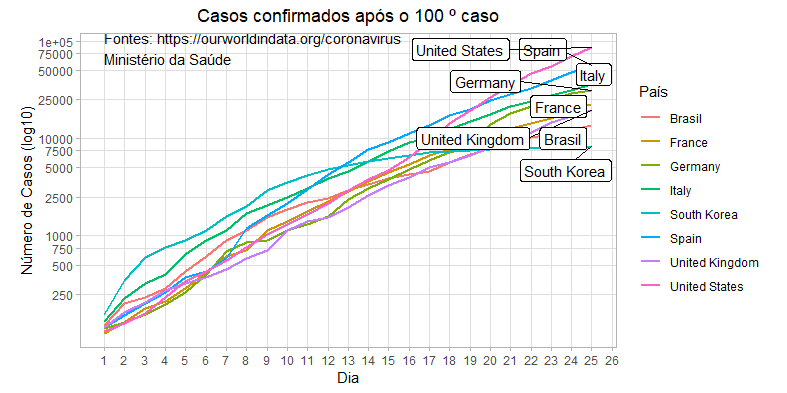 Casos confirmados após o 100 º caso
Fontes: https://ourworldindata.org/coronavirus
Ministério da Saúde
Número de Casos (log10)
1e+05
75000
50000
25000
10000
7500
5000
2500
1000
750
500
250
United States
Spain
Italy
Germany
France
United Kingdom
Brasil
South Korea
1 2 3 4 5 6 7 8 9 10 11 12 13 14 15 16 17 18 19 20 21 22 23 24 25 26
Dia
País
Brasil
France
Germany
Italy
South Korea
Spain
United Kingdom
United States